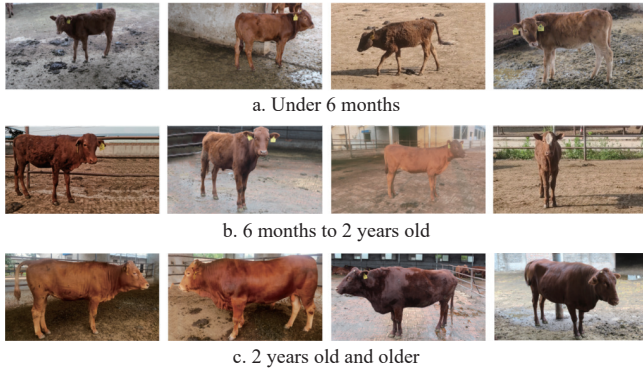 a. Under 6 months
b. 6 months to 2 years old
c. 2 years old and older